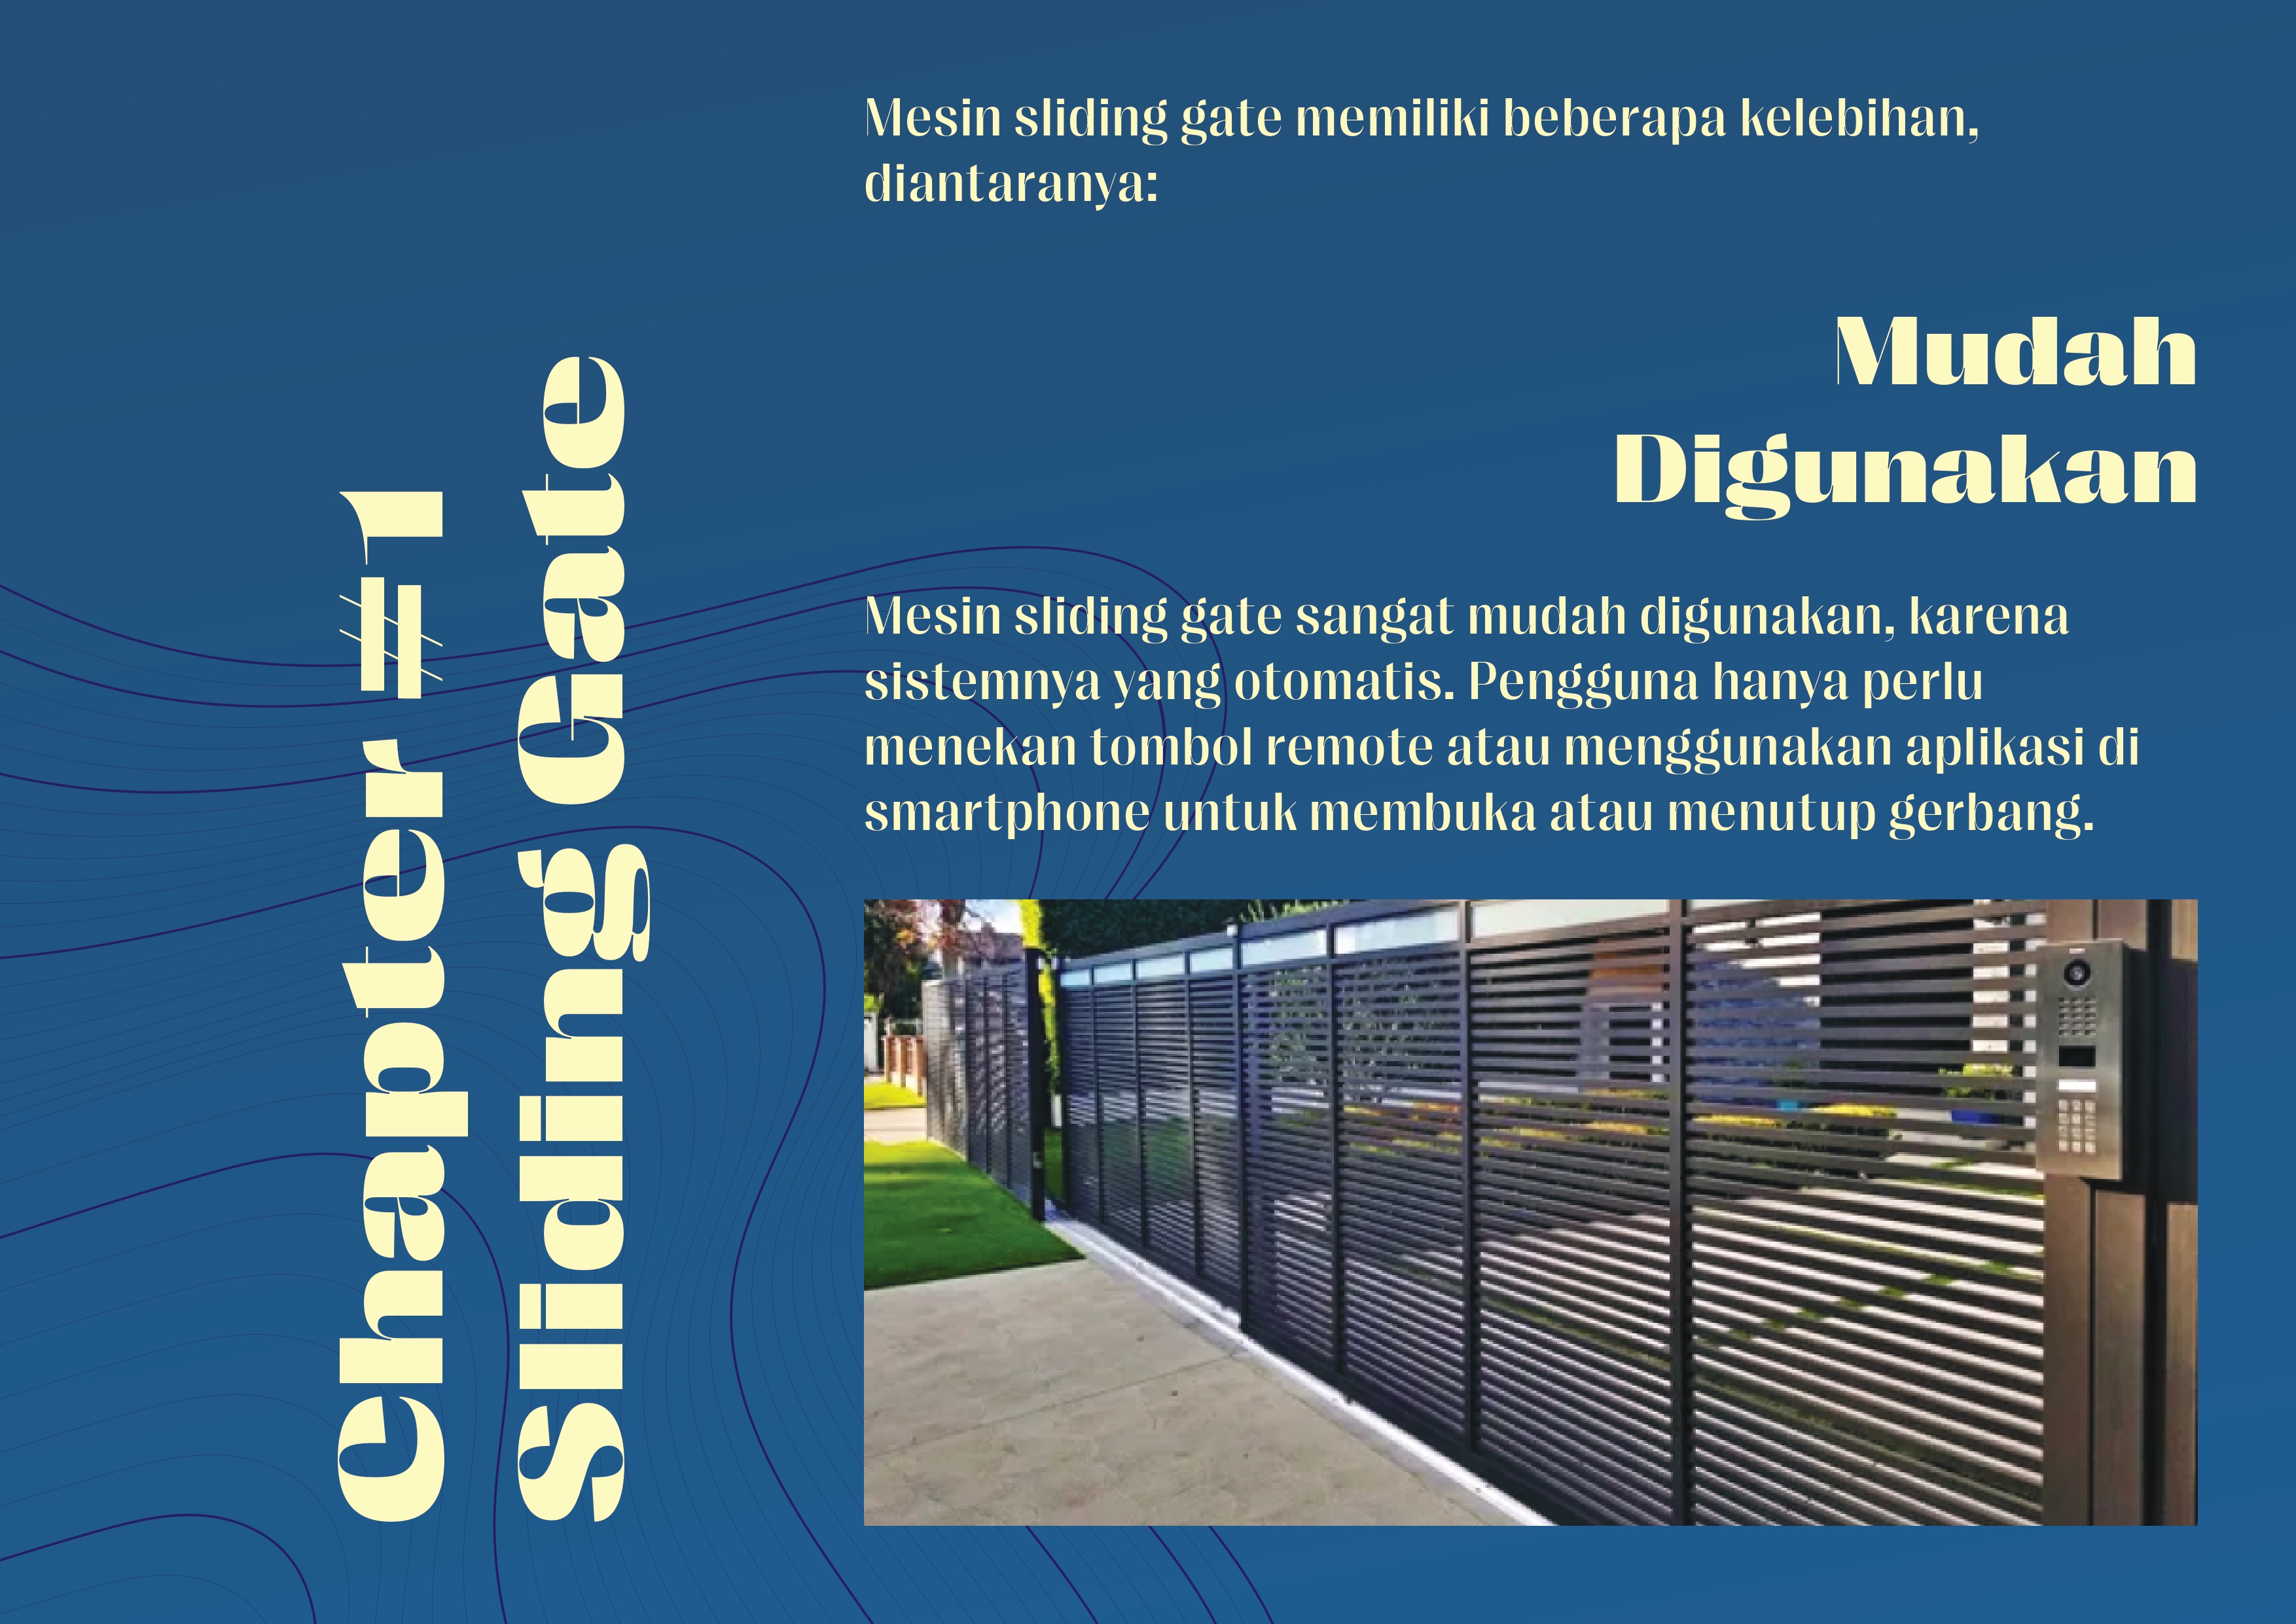 Chapter #1
Sliding Gate
Mesin sliding gate memiliki beberapa kelebihan,
diantaranya:
Mudah
Digunakan
Mesin sliding gate sangat mudah digunakan, karena
sistemnya yang otomatis. Pengguna hanya perlu
menekan tombol remote atau menggunakan aplikasi di
smartphone untuk membuka atau menutup gerbang.